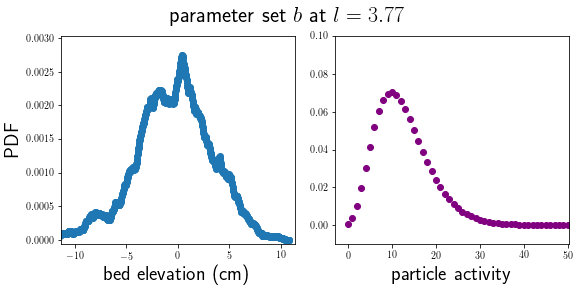 parameter set b at l = 3.77
PDF
0.0030
0.0025
0.0020
0.0015
0.0010
0.0005
0.0000
−10 −5 0 5 10
bed elevation (cm)
0.10
0.08
0.06
0.04
0.02
0.00
0 10 20 30 40 50
particle activity